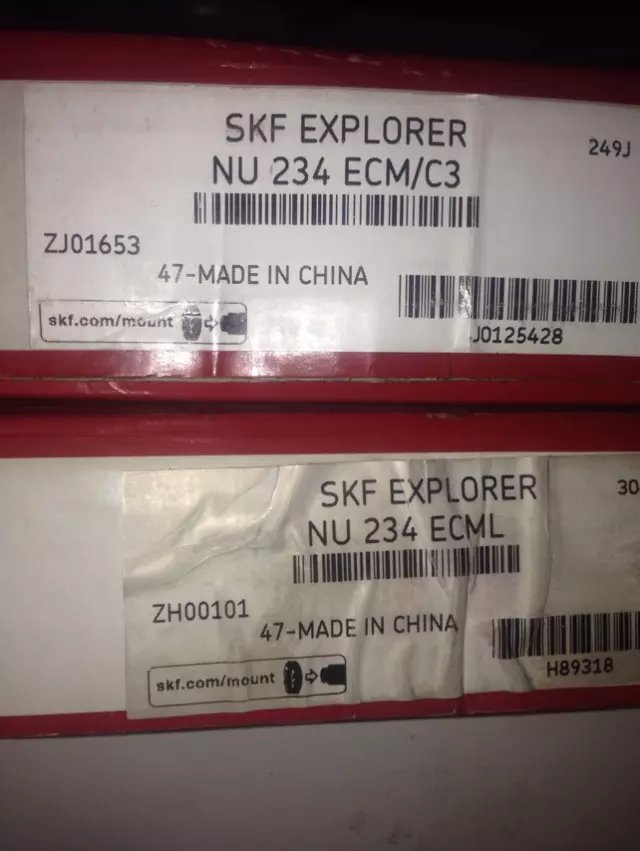 SKF EXPLORER
249J
NU 234 ECM/C3
ZJ01653
47-MADE IN CHINA
skf.com/mount
J0125428
SKF EXPLORER
30
NU 234 ECML
ZH00101
47-MADE IN CHINA
skf.com/mount
H89318